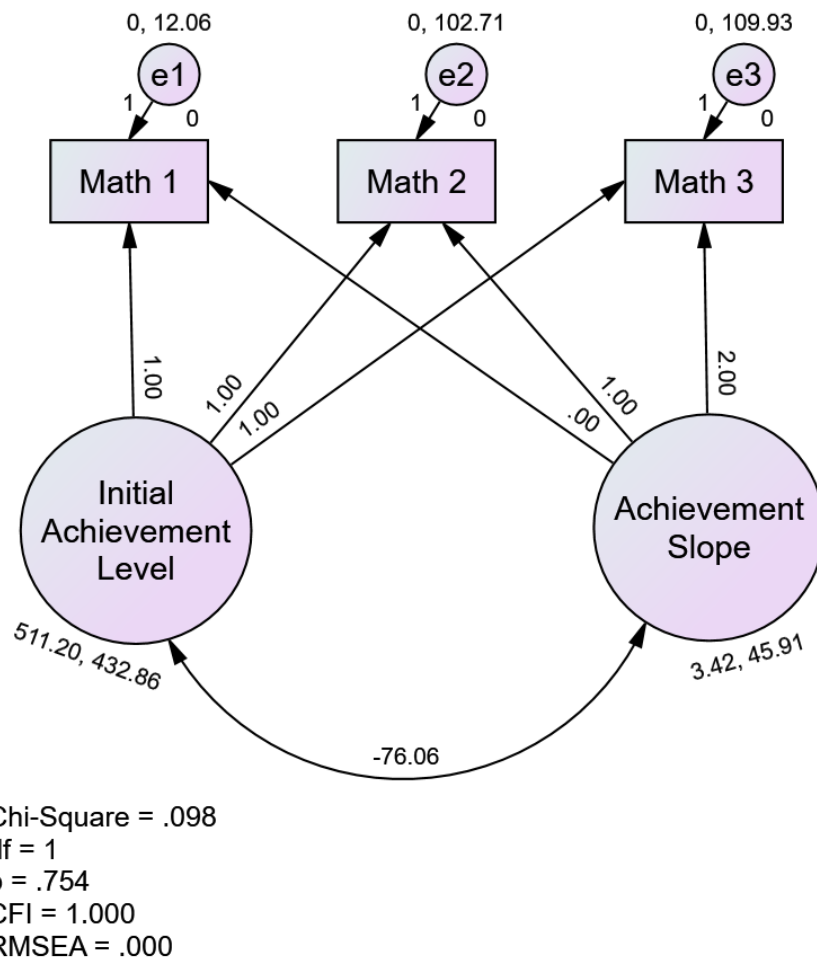 0, 12.06
0, 102.71
0, 109.93
e1
e2
e3
1
0
1
0
1
0
Math 1
Math 2
Math 3
1.00
1.00
1.00
.00
1.00
2.00
Initial
Achievement
Level
Achievement
Slope
511.20, 432.86
3.42, 45.91
-76.06
Chi-Square = .098
df = 1
p = .754
CFI = 1.000
RMSEA = .000